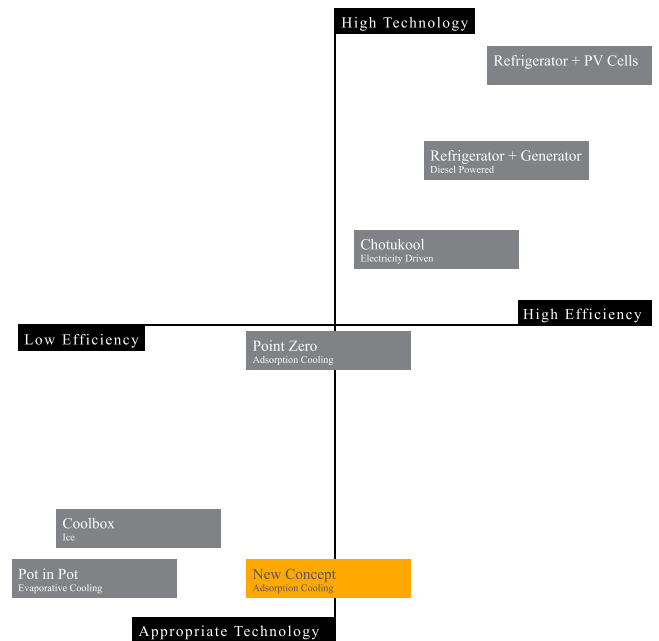 High Technology
Refrigerator + PV Cells
Refrigerator + Generator
Diesel Powered
Chotukool
Electricity Driven
High Efficiency
Low Efficiency
Point Zero
Adsorption Cooling
Coolbox
Ice
Pot in Pot
Evaporative Cooling
New Concept
Adsorption Cooling
Appropriate Technology